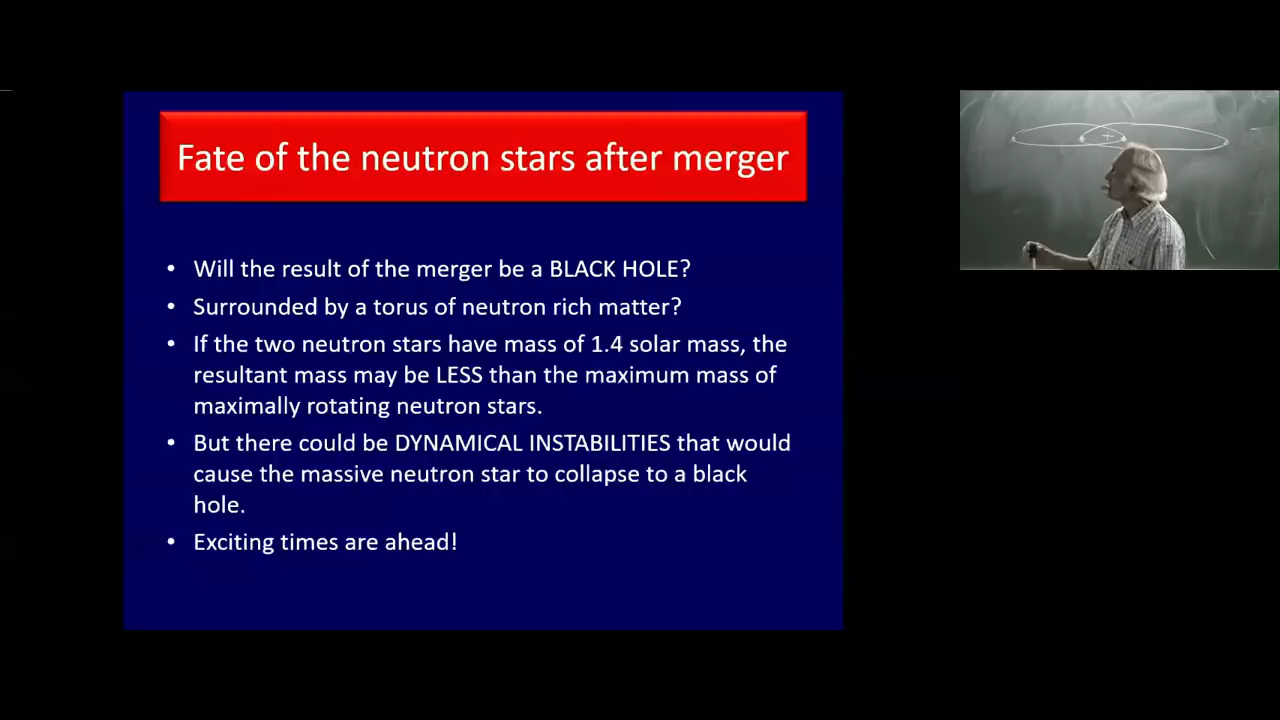 Fate of the neutron stars after merger
• Will the result of the merger be a BLACK HOLE?
• Surrounded by a torus of neutron rich matter?
• If the two neutron stars have mass of 1.4 solar mass, the
resultant mass may be LESS than the maximum mass of
maximally rotating neutron stars.
• But there could be DYNAMICAL INSTABILITIES that would
cause the massive neutron star to collapse to a black
hole.
• Exciting times are ahead!